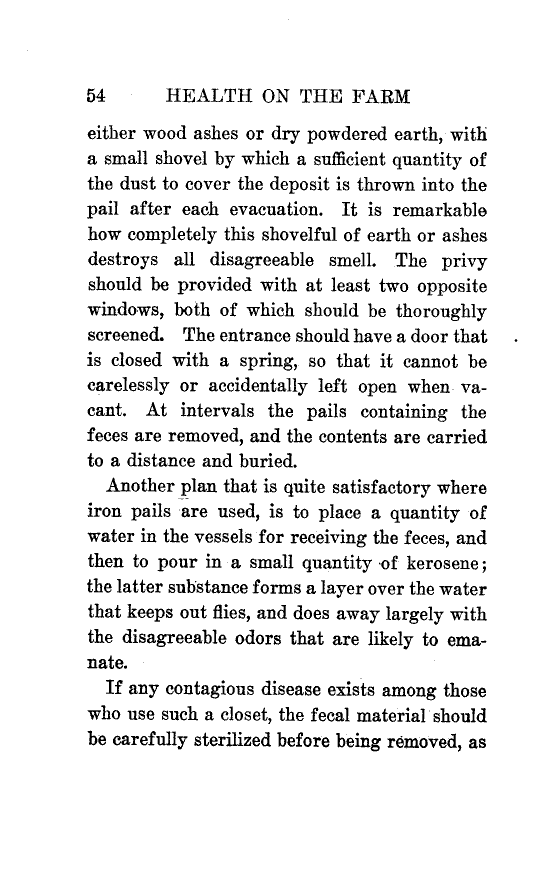 54 HEALTH ON THE FARM
either wood ashes or dry powdered earth, with
a small shovel by which a sufficient quantity of
the dust to cover the deposit is thrown into the
pail after each evacuation. It is remarkable
how completely this shovelful of earth or ashes
destroys all disagreeable smell. The privy
should be provided with at least two opposite
windows, both of which should be thoroughly
screened. The entrance should have a door that
is closed with a spring, so that it cannot be
carelessly or accidentally left open when va-
cant. At intervals the pails containing the
feces are removed, and the contents are carried
to a distance and buried.
Another plan that is quite satisfactory where
iron pails are used, is to place a quantity of
water in the vessels for receiving the feces, and
then to pour in a small quantity of kerosene;
the latter substance forms a layer over the water
that keeps out flies, and does away largely with
the disagreeable odors that are likely to ema-
nate.
If any contagious disease exists among those
who use such a closet, the fecal material should
be carefully sterilized before being removed, as